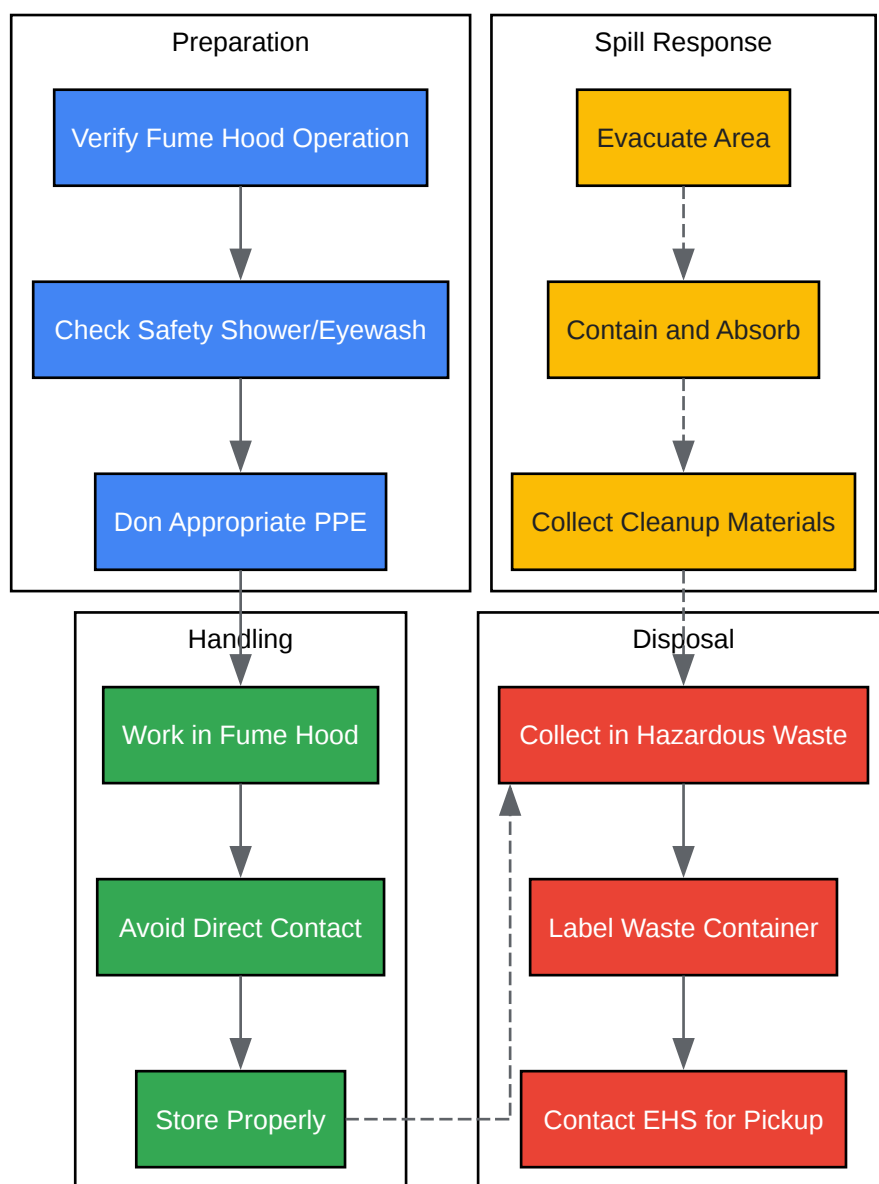 Preparation
Verify Fume Hood Operation
Check Safety Shower/Eyewash
Don Appropriate PPE
Spill Response
Evacuate Area
Contain and Absorb
Collect Cleanup Materials
Handling
Work in Fume Hood
Avoid Direct Contact
Store Properly
Disposal
Collect in Hazardous Waste
Label Waste Container
Contact EHS for Pickup